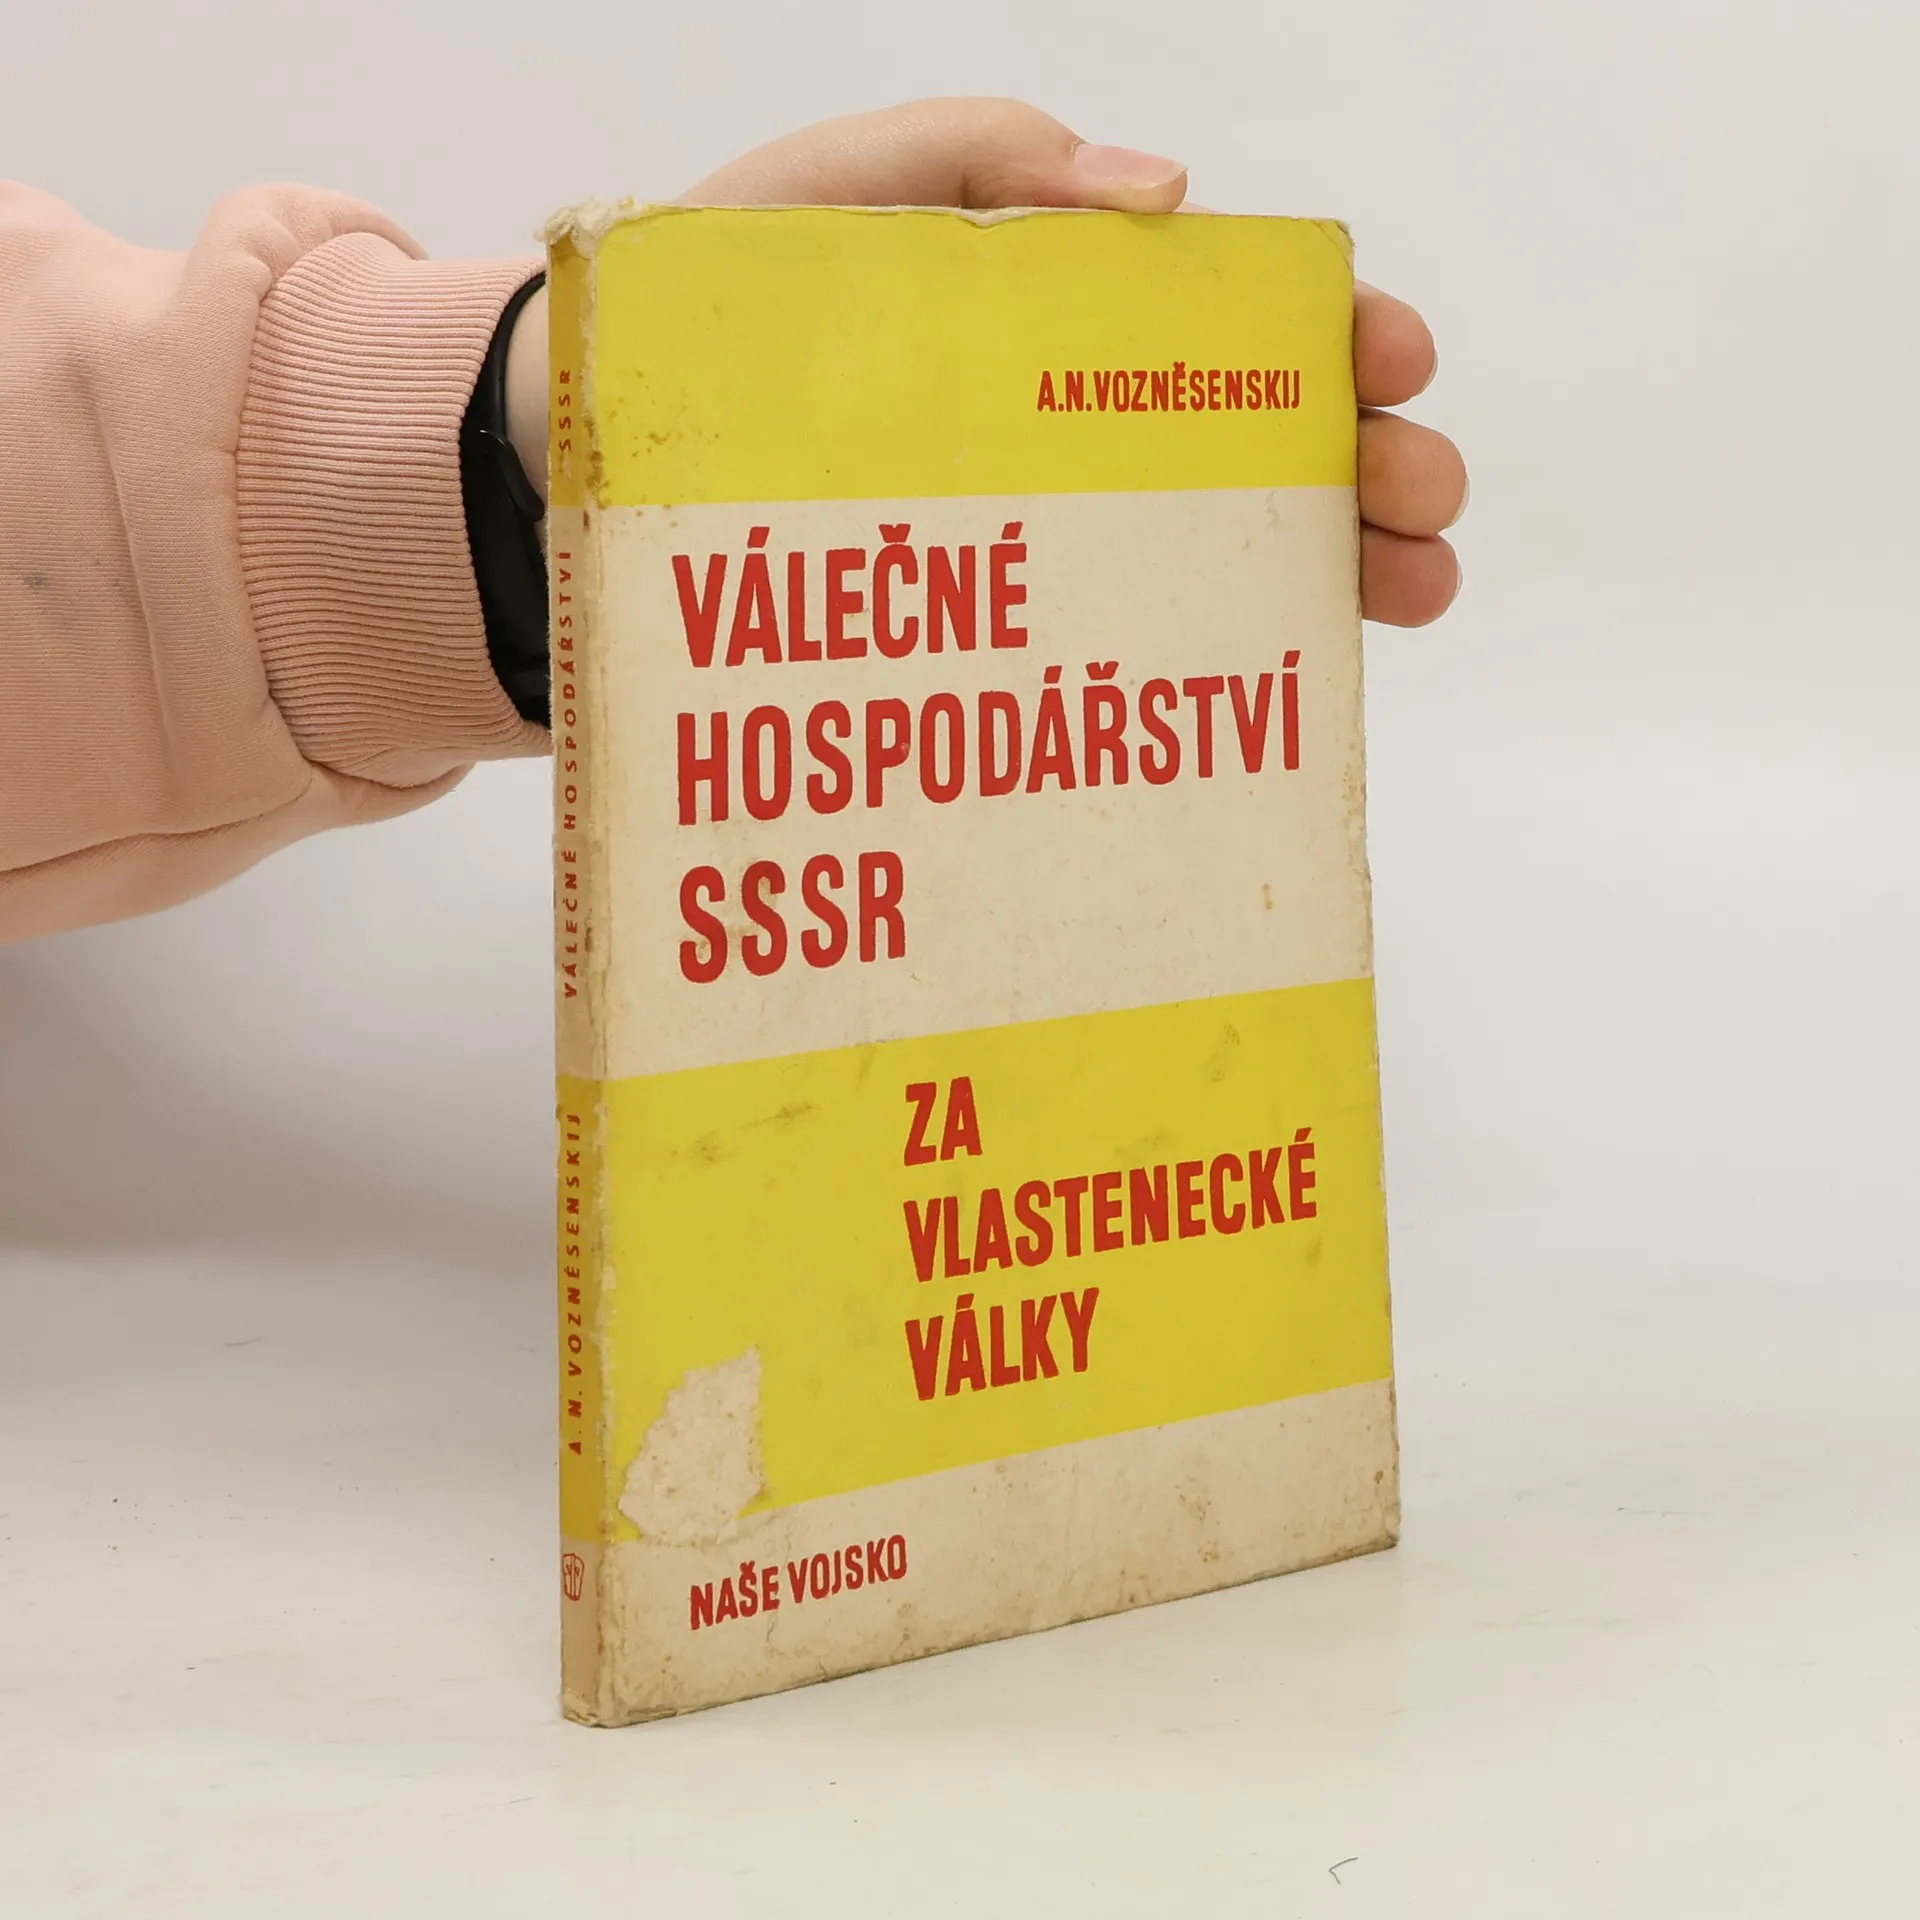 A.N.VOZNĚSENSKIJ
VÁLEČNÉ
HOSPODÁŘSTVÍ
SSSR
ZA
VLASTENECKÉ
VÁLKY
NAŠE VOJSKO
A. N. VOZNĚSENSKIJ VÁLEČNÉ HOSPODÁŘSTVÍ SSSR